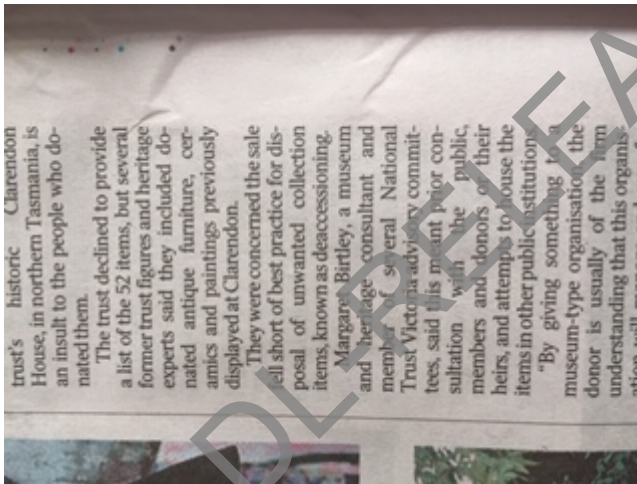 trust's historic Clarendon
House, in northern Tasmania, is
an insult to the people who do-
nated them.
The trust declined to provide
a list of the 52 items, but several
former trust figures and heritage
experts said they included do-
nated antique furniture, cer-
amics and paintings previously
displayed at Clarendon.
They were concerned the sale
fell short of best practice for dis-
posal of unwanted collection
items, known as deaccessioning.
Margaret Birtley, a museum
and heritage consultant and
member of several National
Trust Victoria advisory commit-
tees, said this meant prior con-
sultation with the public,
members and donors or their
heirs, and attempts to house the
items in other public institutions.
"By giving something to a
museum-type organisation, the
donor is usually of the firm
understanding that this organis-
DL-RELEA